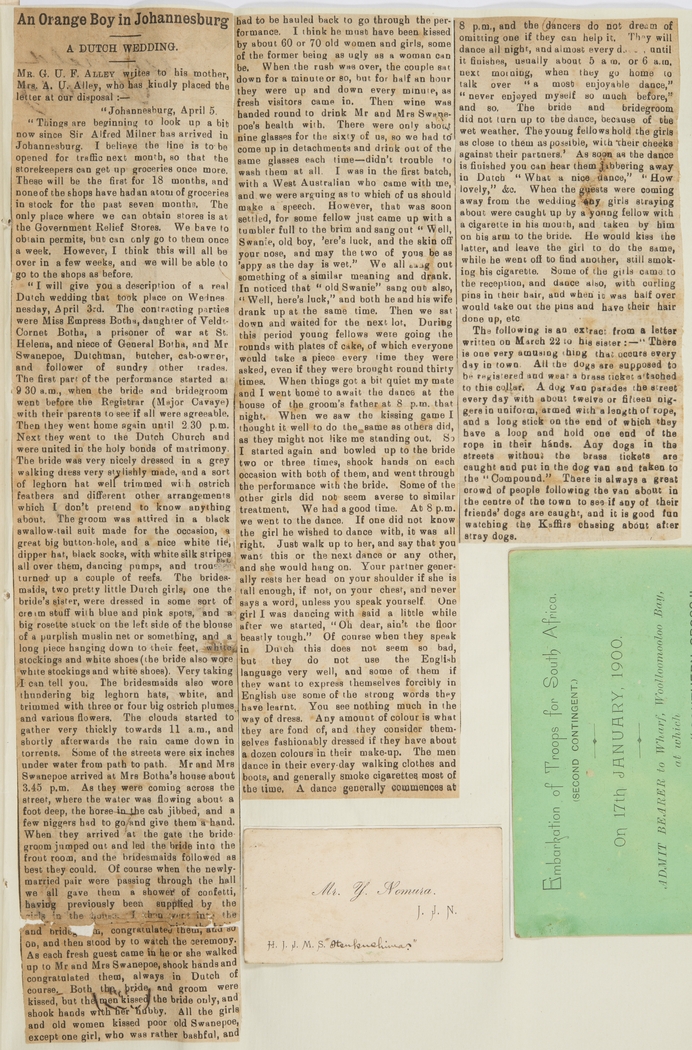 An Orange Boy in Johannesburg
A DUTCH WEDDING.
MR. G. U. F. ALLEY writes to his mother,
Mrs. A. U. Alley, who has kindly placed the
letter at our disposal :—
"Johannesburg, April 5.
"Things are beginning to look up a bit
now since Sir Alfred Milner has arrived in
Johannesburg. I believe the line is to be
opened for traffic next month, so that the
storekeepers can get up groceries once more.
These will be the first for 18 months, and
none of the shops have had an atom of groceries
in stock for the past seven months. The
only place where we can obtain stores is at
the Government Relief Stores. We have to
obtain permits, but can only go to them once
a week. However, I think this will all be
over in a few weeks, and we will be able to
go to the shops as before.
"I will give you a description of a real
Dutch wedding that took place on Wednes
nesday, April 3rd. The contracting parties
were Miss Empress Botha, daughter of Veldt-
Cornet Botha, a prisoner of war at St.
Helena, and niece of General Botha, and Mr
Swanepoe, Dutchman, butcher, cab-owner,
and follower of sundry other trades.
The first part of the performance started at
9 30 a.m., when the bride and bridegroom
went before the Registrar (Major Cavaye)
with their parents to see if all were agreeable.
Then they went home again until 2 30 p.m.
Next they went to the Dutch Church and
were united in the holy bonds of matrimony.
The bride was very nicely dressed in a grey
walking dress very stylishly made, and a sort
of leghorn hat well trimmed with ostrich
feathers and different other arrangements
which I don't pretend to know anything
about. The groom was attired in a black
swallow-tail suit made for the occasion, a
great big button-hole, and a nice white tie,
dipper hat, black socks, with white silk stripes
all over them, dancing pumps, and
turned up a couple of reefs. The brides-
maids, two pretty little Dutch girls, one the
bride's sister, were dressed in some sort of
cream stuff with blue and pink spots, and a
big rosette stuck on the left side of the blouse
of a purplish muslin net or something, and a
long piece hanging down to their feet, white
stockings and white shoes (the bride also wore
white stockings and white shoes). Very taking
I can tell you. The bridesmaids also wore
thundering big leghorn hats, white, and
trimmed with three or four big ostrich plumes
and various flowers. The clouds started to
gather very thickly towards 11 a.m., and
shortly afterwards the rain came down in
torrents. Some of the streets were six inches
under water from path to path. Mr and Mrs
Swanepoe arrived at Mrs Botha's house about
3.45 p.m. As they were coming across the
street, where the water was flowing about a
foot deep, the horse in the cab jibbed, and a
few niggers had to go and give them a hand.
When they arrived at the gate the bride-
groom jumped out and led the bride into the
front room, and the bridesmaids followed as
best they could. Of course when the newly-
married pair were passing through the hall
we all gave them a shower of confetti,
having previously been supplied by the
girls in the house. I then went into the
and congratulated them, and so
on, and then stood by to watch the ceremony.
As each fresh guest came in he or she walked
up to Mr and Mrs Swanepoe, shook hands and
congratulated them, always in Dutch of
course. Both the bride and groom were
kissed, but the men kissed the bride only, and
shook hands with her hubby. All the girls
and old women kissed poor old Swanepoe,
except one girl, who was rather bashful, and
had to be hauled back to go through the per-
formance. I think he must have been kissed
by about 60 or 70 old women and girls, some
of the former being as ugly as a woman can
be. When the rush was over, the couple sat
down for a minute or so, but for half an hour
they were up and down every minute, as
fresh visitors came in. Then wine was
handed round to drink Mr and Mrs Swane-
poe's health with. There were only about
nine glasses for the sixty of us, so we had to
come up in detachments and drink out of the
same glasses each time—didn't trouble to
wash them at all. I was in the first batch,
with a West Australian who came with me,
and we were arguing as to which of us should
make a speech. However, that was soon
settled, for some fellow just came up with a
tumbler full to the brim and sang out "Well,
Swanie, old boy, 'ere's luck, and the skin off
your nose, and may the two of yous be as
'appy as the day is wet." We all sang out
something of a similar meaning and drank.
In noticed that "old Swanie" sang out also,
"Well, here's luck," and both he and his wife
drank up at the same time. Then we sat
down and waited for the next lot. During
this period young fellows were going the
rounds with plates of cake, of which everyone
would take a piece every time they were
asked, even if they were brought round thirty
times. When things got a bit quiet my mate
and I went home to await the dance at the
house of the groom's father at 8 p.m. that
night. When we saw the kissing game I
thought it well to do the same as others did,
as they might not like me standing out. So
I started again and bowled up to the bride
two or three times, shook hands on each
occasion with both of them, and went through
the performance with the bride. Some of the
other girls did not seem averse to similar
treatment. We had a good time. At 8 p.m.
we went to the dance. If one did not know
the girl he wished to dance with, it was all
right. Just walk up to her, and say that you
want this or the next dance or any other,
and she would hang on. Your partner gener-
ally rests her head on your shoulder if she is
tall enough, if not, on your chest, and never
says a word, unless you speak yourself. One
girl I was dancing with said a little while
after we started, "Oh dear, ain't the floor
beastly tough." Of course when they speak
in Dutch this does not seem so bad,
but they do not use the English
language very well, and some of them if
they want to express themselves forcibly in
English use some of the strong words they
have learnt. You see nothing much in the
way of dress. Any amount of colour is what
they are fond of, and they consider them-
selves fashionably dressed if they have about
a dozen colours in their make-up. The men
dance in their every-day walking clothes and
boots, and generally smoke cigarettes most of
the time. A dance generally commences at
8 p.m., and the dancers do not dream of
omitting one if they can help it. They will
dance all night, and almost every until
it finishes, usually about 5 a.m. or 6 a.m.
next morning, when they go home to
talk over "a most enjoyable dance,"
"never enjoyed myself so much before,"
and so. The bride and bridegroom
did not turn up to the dance, because of the
wet weather. The young fellows hold the girls
as close to them as possible, with their cheeks
against their partners.' As soon as the dance
is finished you can hear them jabbering away
in Dutch "What a nice dance," "How
lovely," &c. When the guests were coming
away from the wedding any girls straying
about were caught up by a young fellow with
a cigarette in his mouth, and taken by him
on his arm to the bride. He would kiss the
latter, and leave the girl to do the same,
while he went off to find another, still smok-
ing his cigarette. Some of the girls came to
the reception, and dance also, with curling
pins in their hair, and when it was half over
would take out the pins and have their hair
done up, etc
The following is an extract from a letter
written on March 22 to his sister :—"There
is one very amusing thing that occurs every
day in town. All the dogs are supposed to
be registered and wear a brass ticket attached
to this collar. A dog van parades the street
every day with about twelve or fifteen nig-
gers in uniform, armed with a length of rope,
and a long stick on the end of which they
have a loop and hold one end of the
rope in their hands. Any dogs in the
streets without the brass tickets are
caught and put in the dog van and taken to
the "Compound." There is always a great
crowd of people following the van about in
the centre of the town to see if any of their
friends' dogs are caught, and it is good fun
watching the Kaffirs chasing about after
stray dogs.
Mr. Y. Nomura.
I. J. N.
H. I. J. M. S.
Embarkation of Troops for South Africa.
(SECOND CONTINGENT)
On 17th JANUARY, 1900.
ADMIT BEARER to Wharf, Woolloomooloo Bay,
at which